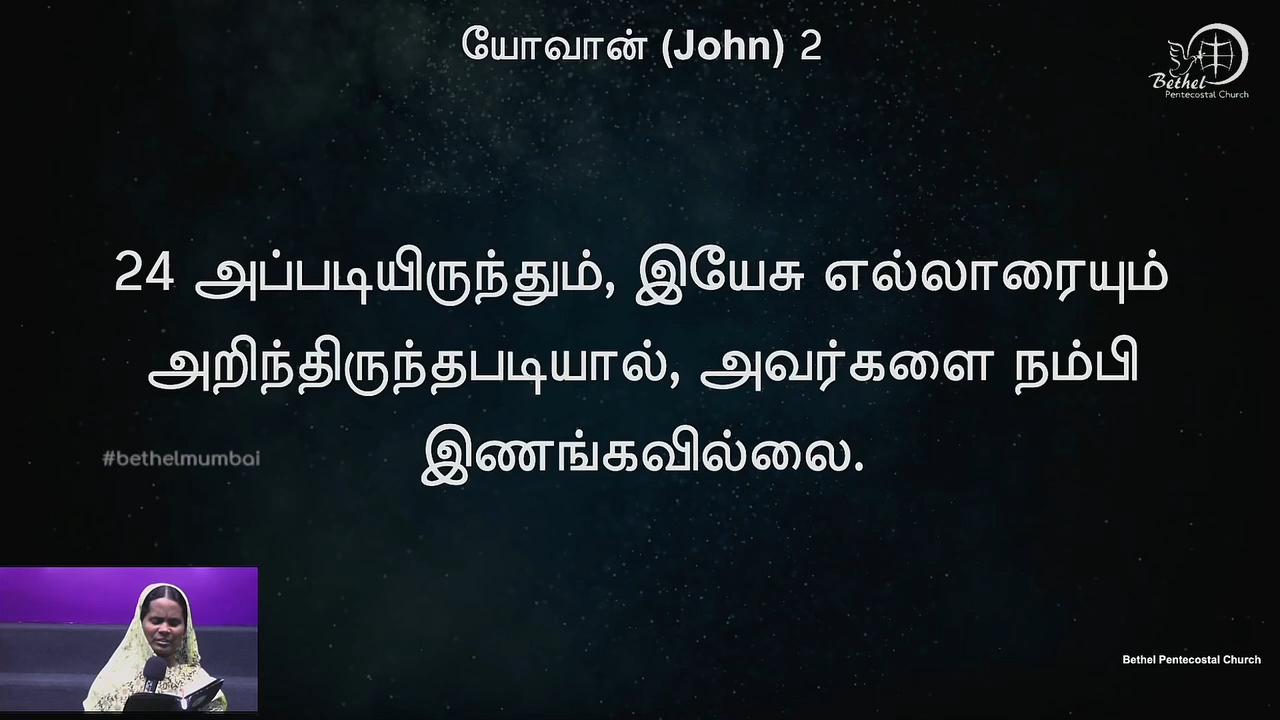 யோவான் (John) 2
Bethel
Pentecostal Church
24 அப்படியிருந்தும், இயேசு எல்லாரையும்
அறிந்திருந்தபடியால், அவர்களை நம்பி
இணங்கவில்லை.
#bethelmumbai
Bethel Pentecostal Church